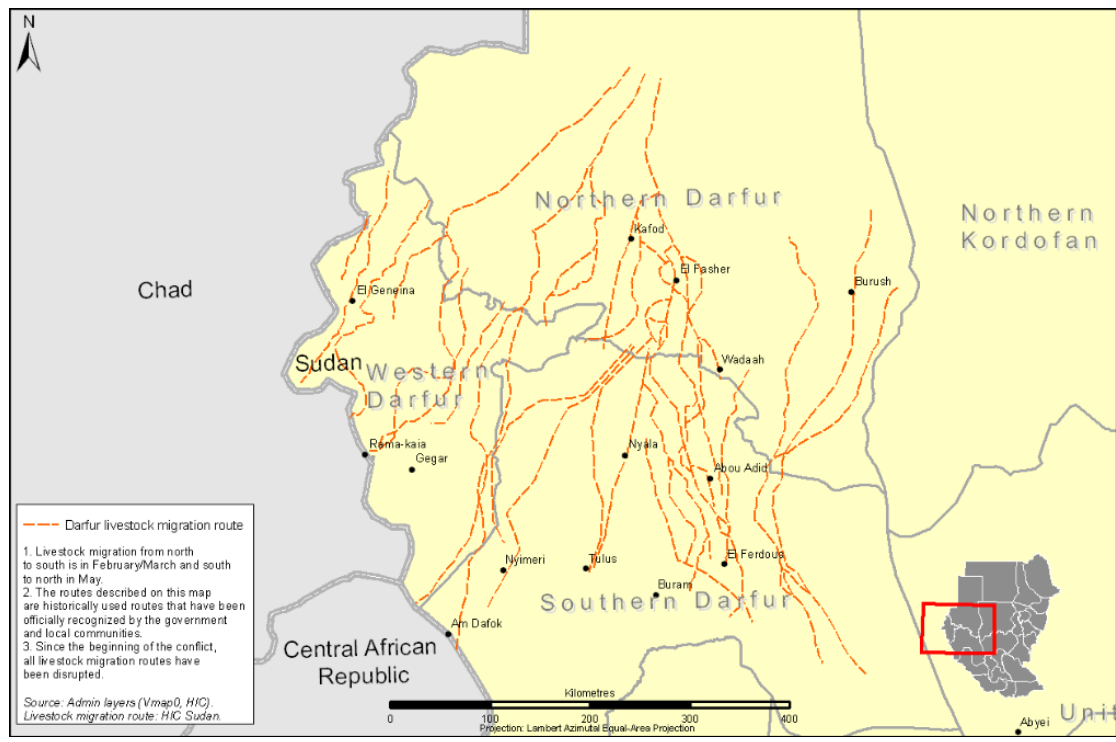 N
Northern Darfur
Northern
Kordofan
Kafod
El Fasher
Chad
El Geneina
Burush
Sudan
Western
Darfur
Wadaah
Rama-kaia
Gegar
Nyala
Abou Adid
Darfur livestock migration route
1. Livestock migration from north
to south is in February/March and south
to north in May.
2. The routes described on this map
are historically used routes that have been
officially recognized by the government
and local communities.
3. Since the beginning of the conflict,
all livestock migration routes have
been disrupted.
Source: Admin layers (Vmap0, HIC).
Livestock migration route: HIC Sudan.
Nyimeri
Tulus
El Ferdous
Buram
Southern Darfur
Am Dafok
Central African
Republic
Kilometres
0 100 200 300 400
Projection: Lambert Azimutal Equal-Area Projection
Unit
Abyei